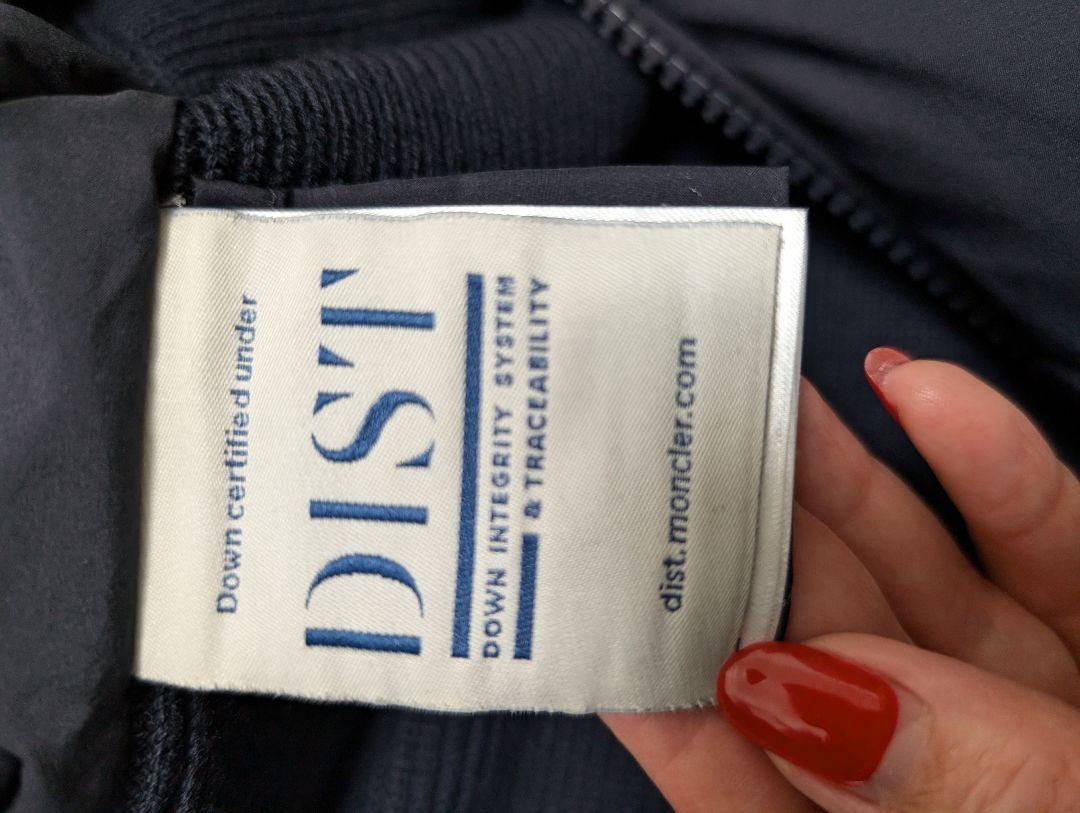 Down certified under
DIST
DOWN INTEGRITY SYSTEM
& TRACEABILITY
dist.moncler.com